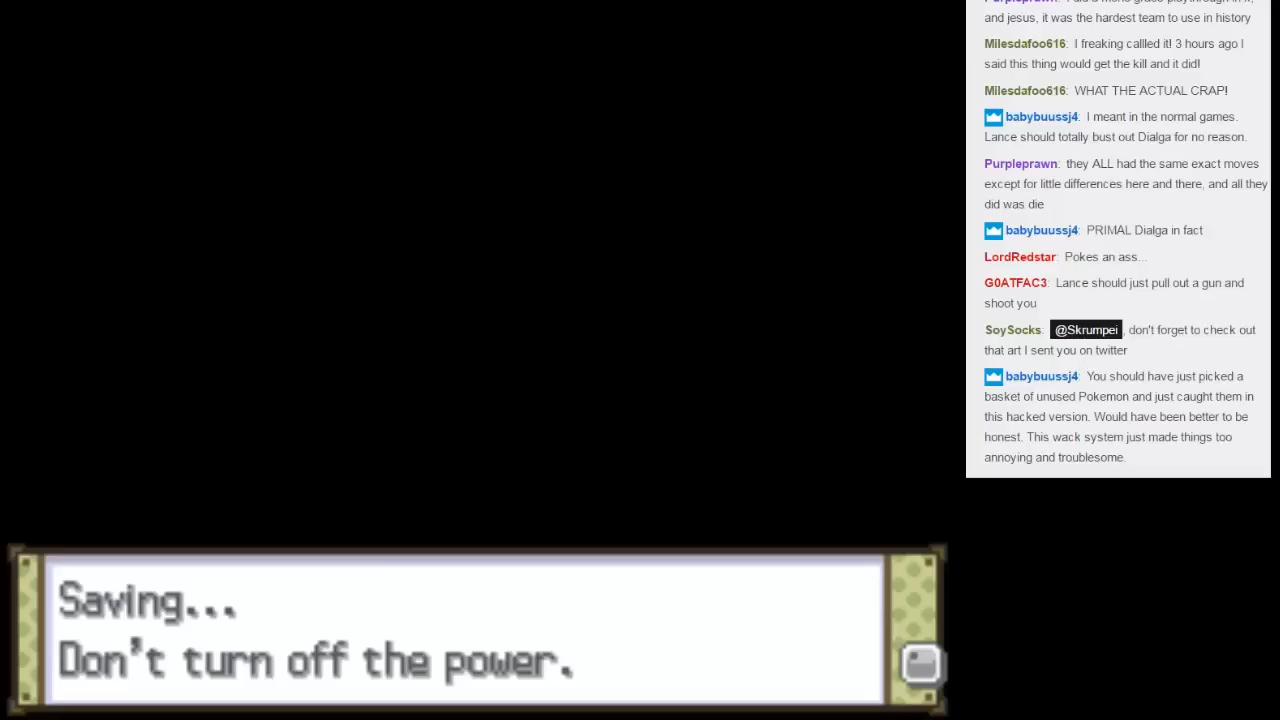 and jesus, it was the hardest team to use in history
Milesdafoo616: I freaking callled it! 3 hours ago I
said this thing would get the kill and it did!
Milesdafoo616: WHAT THE ACTUAL CRAP!
babybuussj4: I meant in the normal games.
Lance should totally bust out Dialga for no reason.
Purpleprawn: they ALL had the same exact moves
except for little differences here and there, and all they
did was die
babybuussj4: PRIMAL Dialga in fact
LordRedstar: Pokes an ass...
G0ATFAC3: Lance should just pull out a gun and
shoot you
SoySocks: @Skrumpei, don't forget to check out
that art I sent you on twitter
babybuussj4: You should have just picked a
basket of unused Pokemon and just caught them in
this hacked version. Would have been better to be
honest. This wack system just made things too
annoying and troublesome.
Saving...
Don't turn off the power.